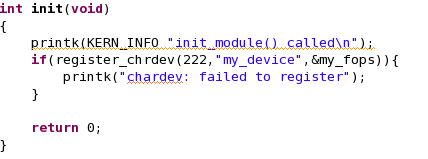 int init(void)
{
    printk(KERN_INFO "init_module() called\n");
    if(register_chrdev(222,"my_device",&my_fops)){
        printk("chardev: failed to register");
    }

    return 0;
}